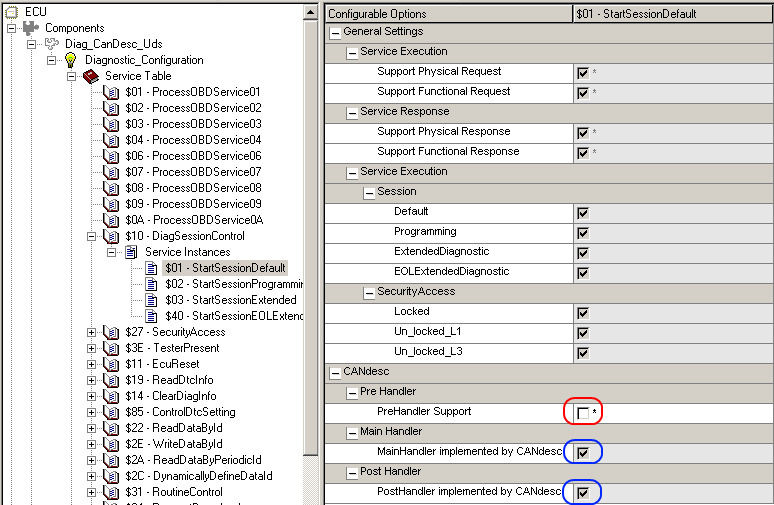 ECU
Components
Diag_CanDesc_Uds
Diagnostic_Configuration
Service Table
$01 - ProcessOBDService01
$02 - ProcessOBDService02
$03 - ProcessOBDService03
$04 - ProcessOBDService04
$06 - ProcessOBDService06
$07 - ProcessOBDService07
$08 - ProcessOBDService08
$09 - ProcessOBDService09
$0A - ProcessOBDService0A
$10 - DiagSessionControl
Service Instances
$01 - StartSessionDefault
$02 - StartSessionProgrammin
$03 - StartSessionExtended
$40 - StartSessionEOLExtend
$27 - SecurityAccess
$3E - TesterPresent
$11 - EcuReset
$19 - ReadDtcInfo
$14 - ClearDiagInfo
$85 - ControlDtcSetting
$22 - ReadDataById
$2E - WriteDataById
$2A - ReadDataByPeriodicId
$2C - DynamicallyDefineDataId
$31 - RoutineControl
Configurable Options $01 - StartSessionDefault
General Settings
Service Execution
Support Physical Request *
Support Functional Request *
Service Response
Support Physical Response *
Support Functional Response *
Service Execution
Session
Default
Programming
ExtendedDiagnostic
EOLExtendedDiagnostic
SecurityAccess
Locked
Un_locked_L1
Un_locked_L3
CANdesc
Pre Handler
PreHandler Support *
Main Handler
MainHandler implemented by CANdesc
Post Handler
PostHandler implemented by CANdesc